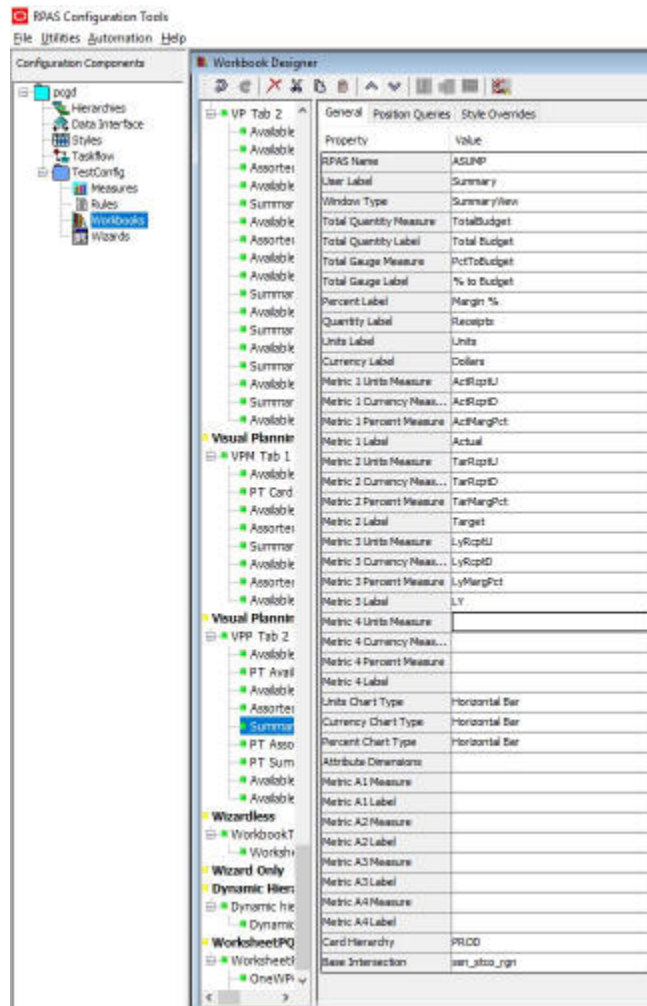 RPAS Configuration Tools
File Utilities Automation Help
Configuration Components
pcgd
Hierarchies
Data Interface
Styles
Taskflow
TestConfig
Measures
Rules
Workbooks
Wizards
Workbook Designer
VP Tab 2
Available
Available
Assorter
Available
Summar
Available
Assorter
Available
Available
Summar
Available
Summar
Available
Summar
Available
Summar
Available
Visual Plannin
VPM Tab 1
Available
PT Card
Available
Assorter
Summar
Available
Assorter
Available
Visual Plannin
VPP Tab 2
Available
PT Avail
Available
Assorter
Summar
PT Asso
PT Sum
Available
Available
Wizardless
WorkbookT
Worksh
Wizard Only
Dynamic Hier
Dynamic hie
Dynamic
WorksheetPQ
Worksheet
OneWP
General Position Queries Style Overrides
Property Value
RPAS Name ASUMP
User Label Summary
Window Type SummaryView
Total Quantity Measure TotalBudget
Total Quantity Label Total Budget
Total Gauge Measure PctToBudget
Total Gauge Label % to Budget
Percent Label Margin %
Quantity Label Receipts
Units Label Units
Currency Label Dollars
Metric 1 Units Measure ActRcptU
Metric 1 Currency Meas... ActRcptD
Metric 1 Percent Measure ActMargPct
Metric 1 Label Actual
Metric 2 Units Measure TarRcptU
Metric 2 Currency Meas... TarRcptD
Metric 2 Percent Measure TarMargPct
Metric 2 Label Target
Metric 3 Units Measure LyRcptU
Metric 3 Currency Meas... LyRcptD
Metric 3 Percent Measure LyMargPct
Metric 3 Label LY
Metric 4 Units Measure
Metric 4 Currency Meas...
Metric 4 Percent Measure
Metric 4 Label
Units Chart Type Horizontal Bar
Currency Chart Type Horizontal Bar
Percent Chart Type Horizontal Bar
Attribute Dimensions
Metric A1 Measure
Metric A1 Label
Metric A2 Measure
Metric A2 Label
Metric A3 Measure
Metric A3 Label
Metric A4 Measure
Metric A4 Label
Card Hierarchy PROD
Base Intersection ssn_stco_rgn